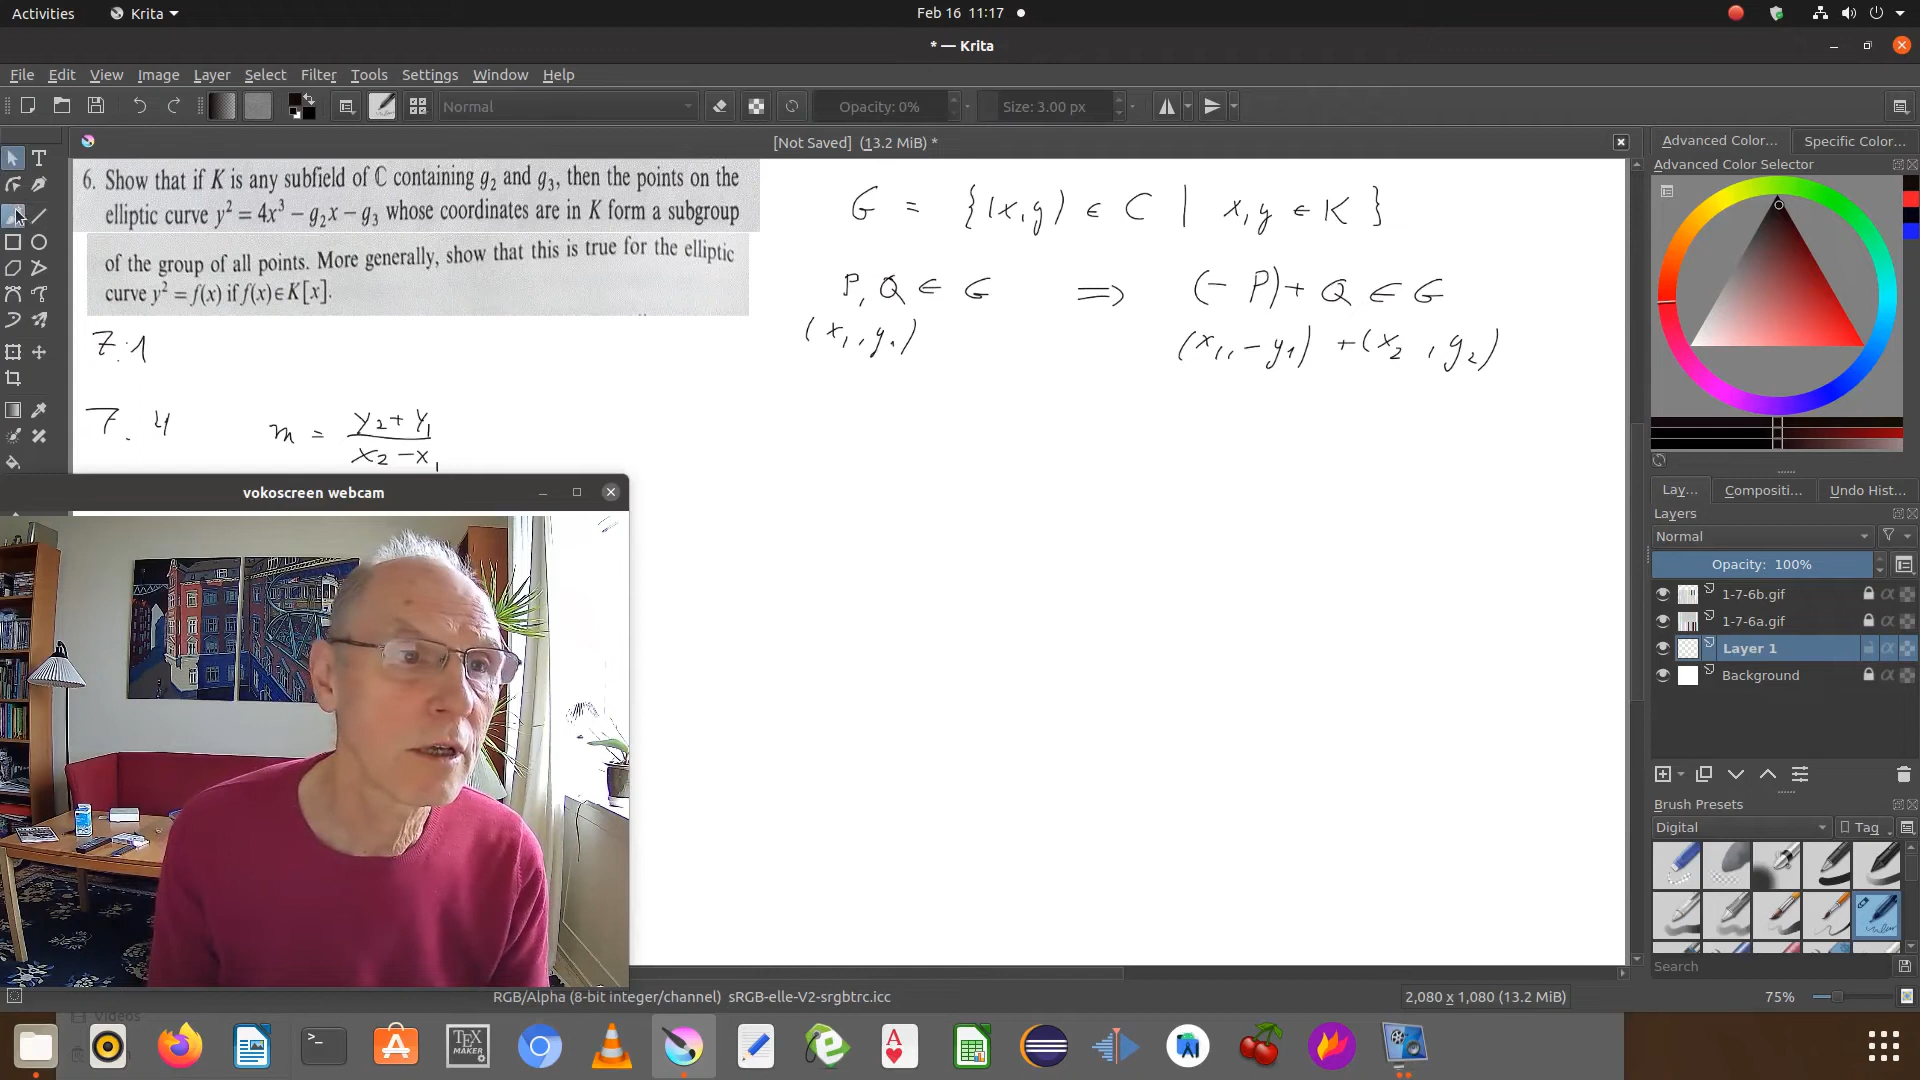 Activities Krita Feb 16 11:17
* — Krita
File Edit View Image Layer Select Filter Tools Settings Window Help
Normal Opacity: 0% Size: 3.00 px
[Not Saved] (13.2 MiB) *
Advanced Color... Specific Color...
Advanced Color Selector
6. Show that if K is any subfield of ℂ containing g₂ and g₃, then the points on the
elliptic curve y² = 4x³ − g₂x − g₃ whose coordinates are in K form a subgroup
of the group of all points. More generally, show that this is true for the elliptic
curve y² = f(x) if f(x) ∈ K[x].
G = {(x,y) ∈ C | x,y ∈ K }
P, Q ∈ G ⟹ (− P)+ Q ∈ G
(x₁, y₁) (x₁, −y₁) +(x₂ , y₂)
7.1
7.4 m = (y₂ + y₁)/(x₂ − x₁)
vokoscreen webcam
Lay... Compositi... Undo Hist...
Layers
Normal
Opacity: 100%
1-7-6b.gif
1-7-6a.gif
Layer 1
Background
Brush Presets
Digital Tag
Search
RGB/Alpha (8-bit integer/channel) sRGB-elle-V2-srgbtrc.icc 2,080 x 1,080 (13.2 MiB) 75%
Videos
TEX
MAKER